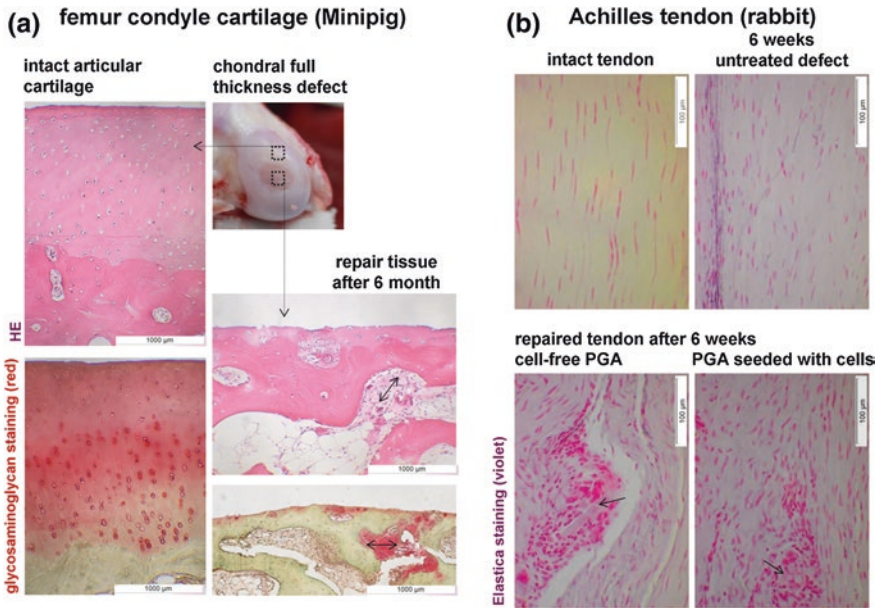 (a) femur condyle cartilage (Minipig)
intact articular
cartilage
chondral full
thickness defect
repair tissue
after 6 month
HE
1000 µm
1000 µm
glycosaminoglycan staining (red)
1000 µm
1000 µm
(b) Achilles tendon (rabbit)
intact tendon
6 weeks
untreated defect
100 µm
100 µm
repaired tendon after 6 weeks
cell-free PGA
PGA seeded with cells
Elastica staining (violet)
100 µm
100 µm